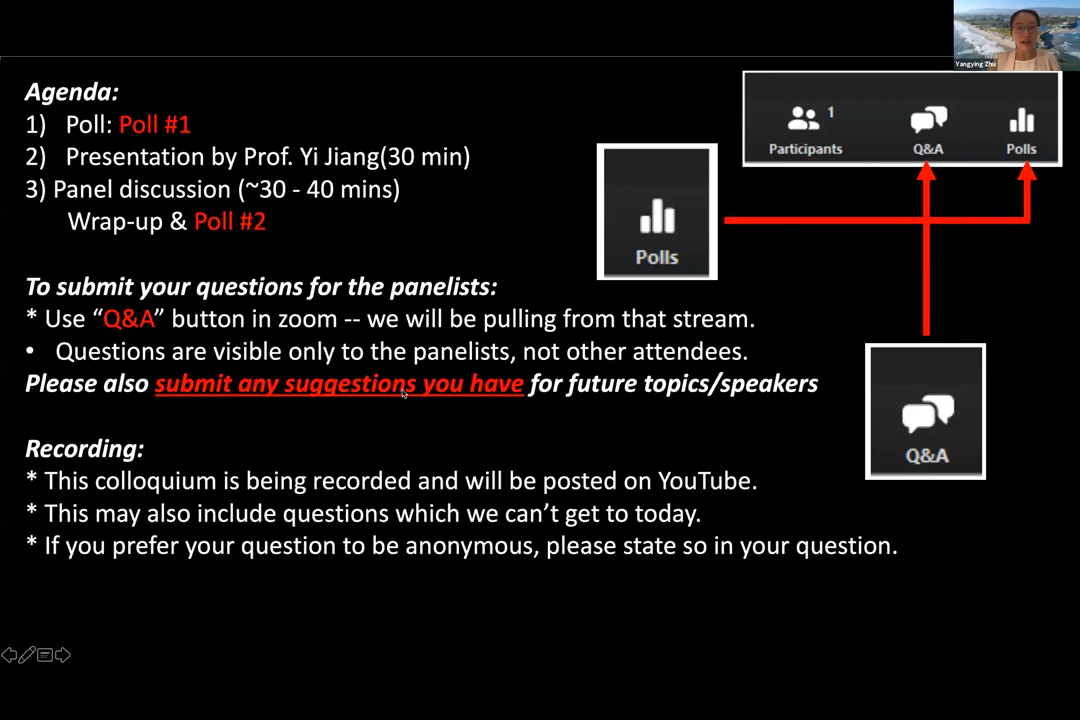 Yangying Zhu
Agenda:
1) Poll: Poll #1
2) Presentation by Prof. Yi Jiang(30 min)
3) Panel discussion (~30 - 40 mins)
Wrap-up & Poll #2
To submit your questions for the panelists:
* Use “Q&A” button in zoom -- we will be pulling from that stream.
• Questions are visible only to the panelists, not other attendees.
Please also submit any suggestions you have for future topics/speakers
Recording:
* This colloquium is being recorded and will be posted on YouTube.
* This may also include questions which we can’t get to today.
* If you prefer your question to be anonymous, please state so in your question.
1
Participants Q&A Polls
Polls
Q&A